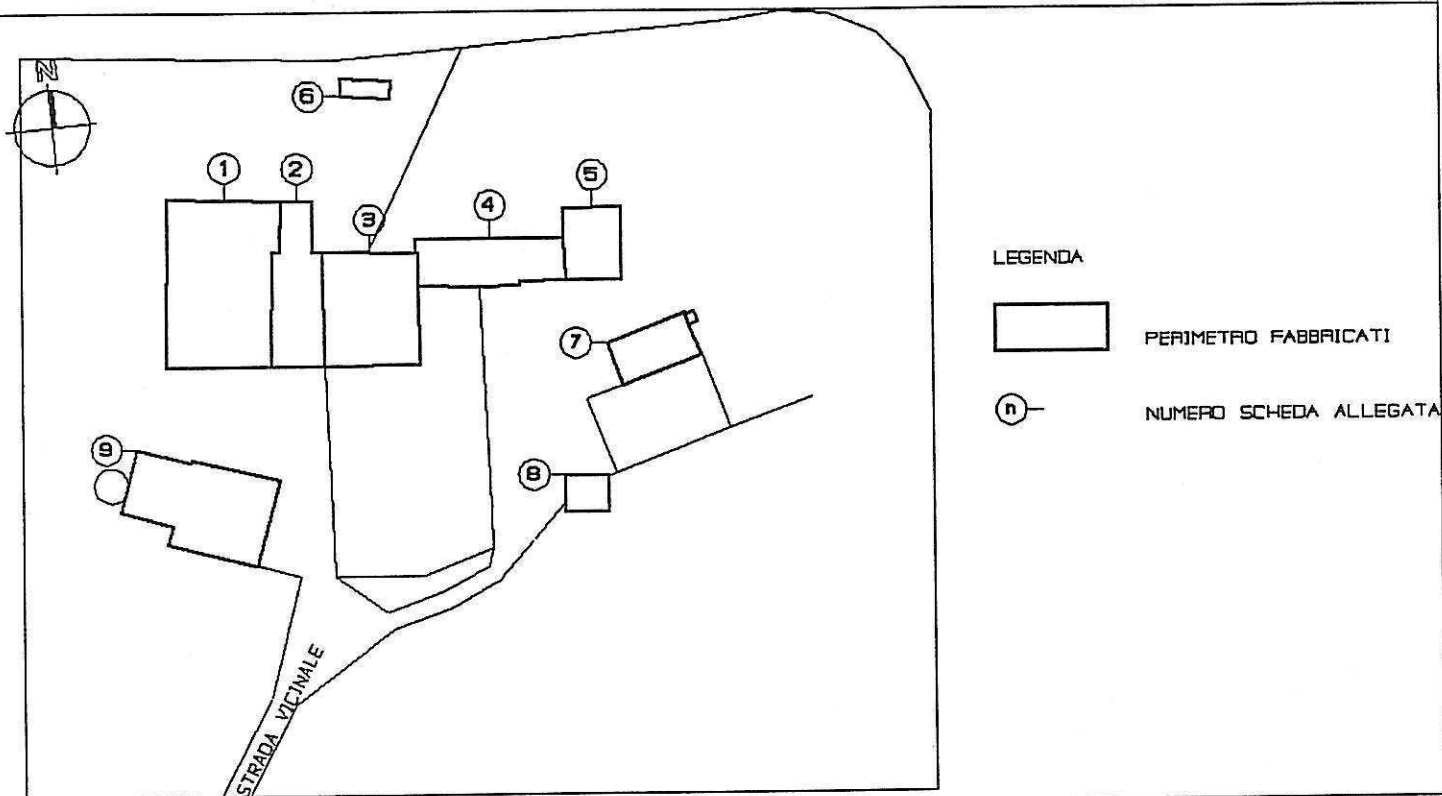 N
6
1
2
5
3
4
7
9
8
STRADA VICINALE
LEGENDA
PERIMETRO FABBRICATI
n
NUMERO SCHEDA ALLEGATA